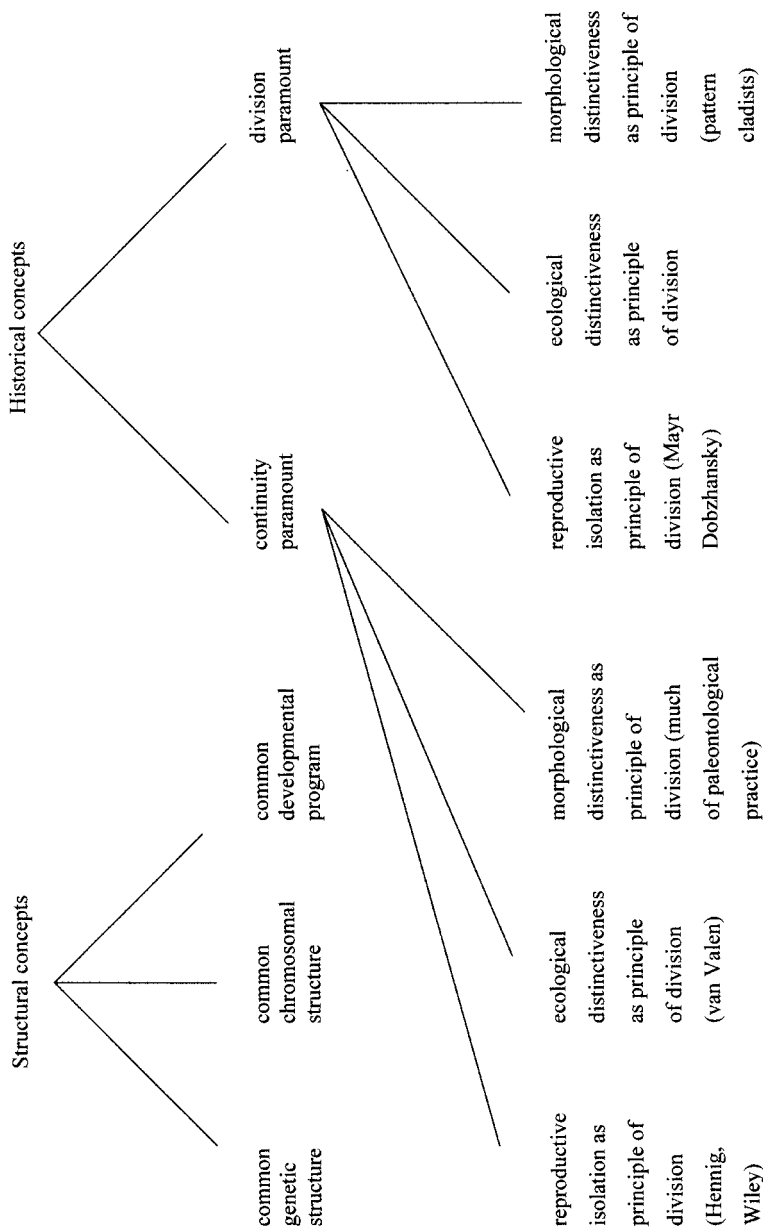 Structural concepts
Historical concepts
common
genetic
structure
common
chromosomal
structure
common
developmental
program
continuity
paramount
division
paramount
reproductive
isolation as
principle of
division
(Hennig,
Wiley)
ecological
distinctiveness
as principle
of division
(van Valen)
morphological
distinctiveness as
principle of
division (much
of paleontological
practice)
reproductive
isolation as
principle of
division (Mayr
Dobzhansky)
ecological
distinctiveness
as principle
of division
morphological
distinctiveness
as principle of
division
(pattern
cladists)